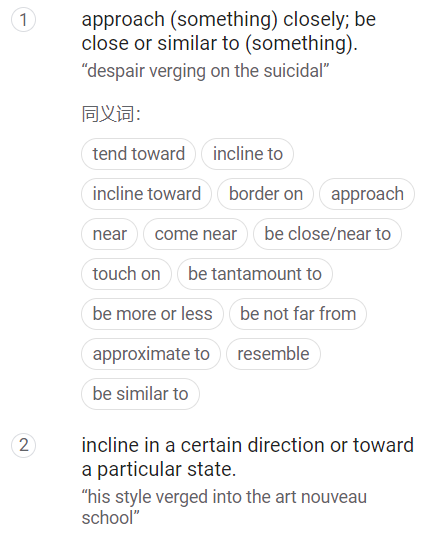 1
approach (something) closely; be
close or similar to (something).
“despair verging on the suicidal”
同义词：
tend toward incline to
incline toward border on approach
near come near be close/near to
touch on be tantamount to
be more or less be not far from
approximate to resemble
be similar to
2
incline in a certain direction or toward
a particular state.
“his style verged into the art nouveau
school”